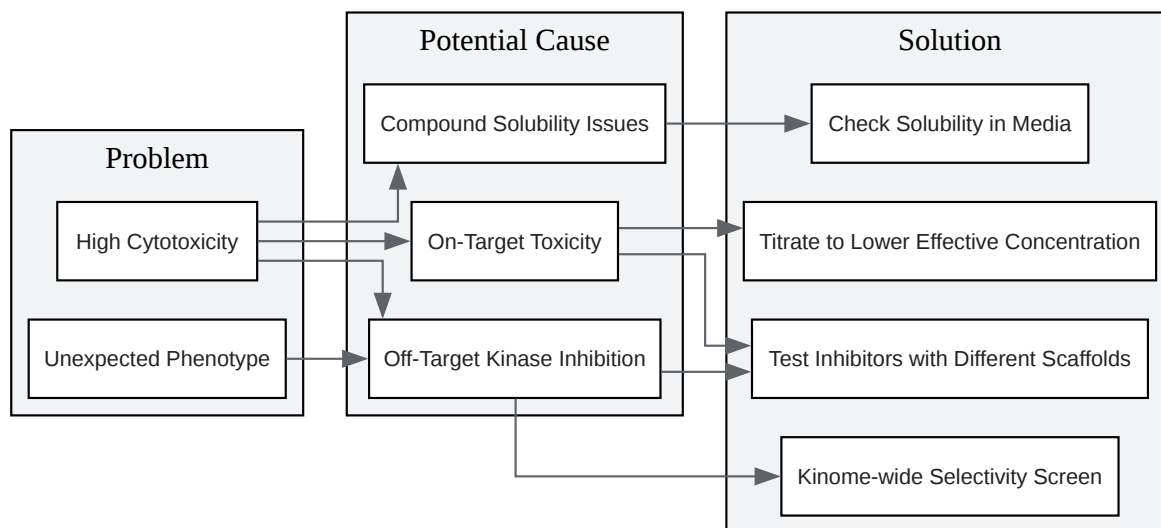 Problem
High Cytotoxicity
Unexpected Phenotype
Potential Cause
Compound Solubility Issues
On-Target Toxicity
Off-Target Kinase Inhibition
Solution
Check Solubility in Media
Titrate to Lower Effective Concentration
Test Inhibitors with Different Scaffolds
Kinome-wide Selectivity Screen